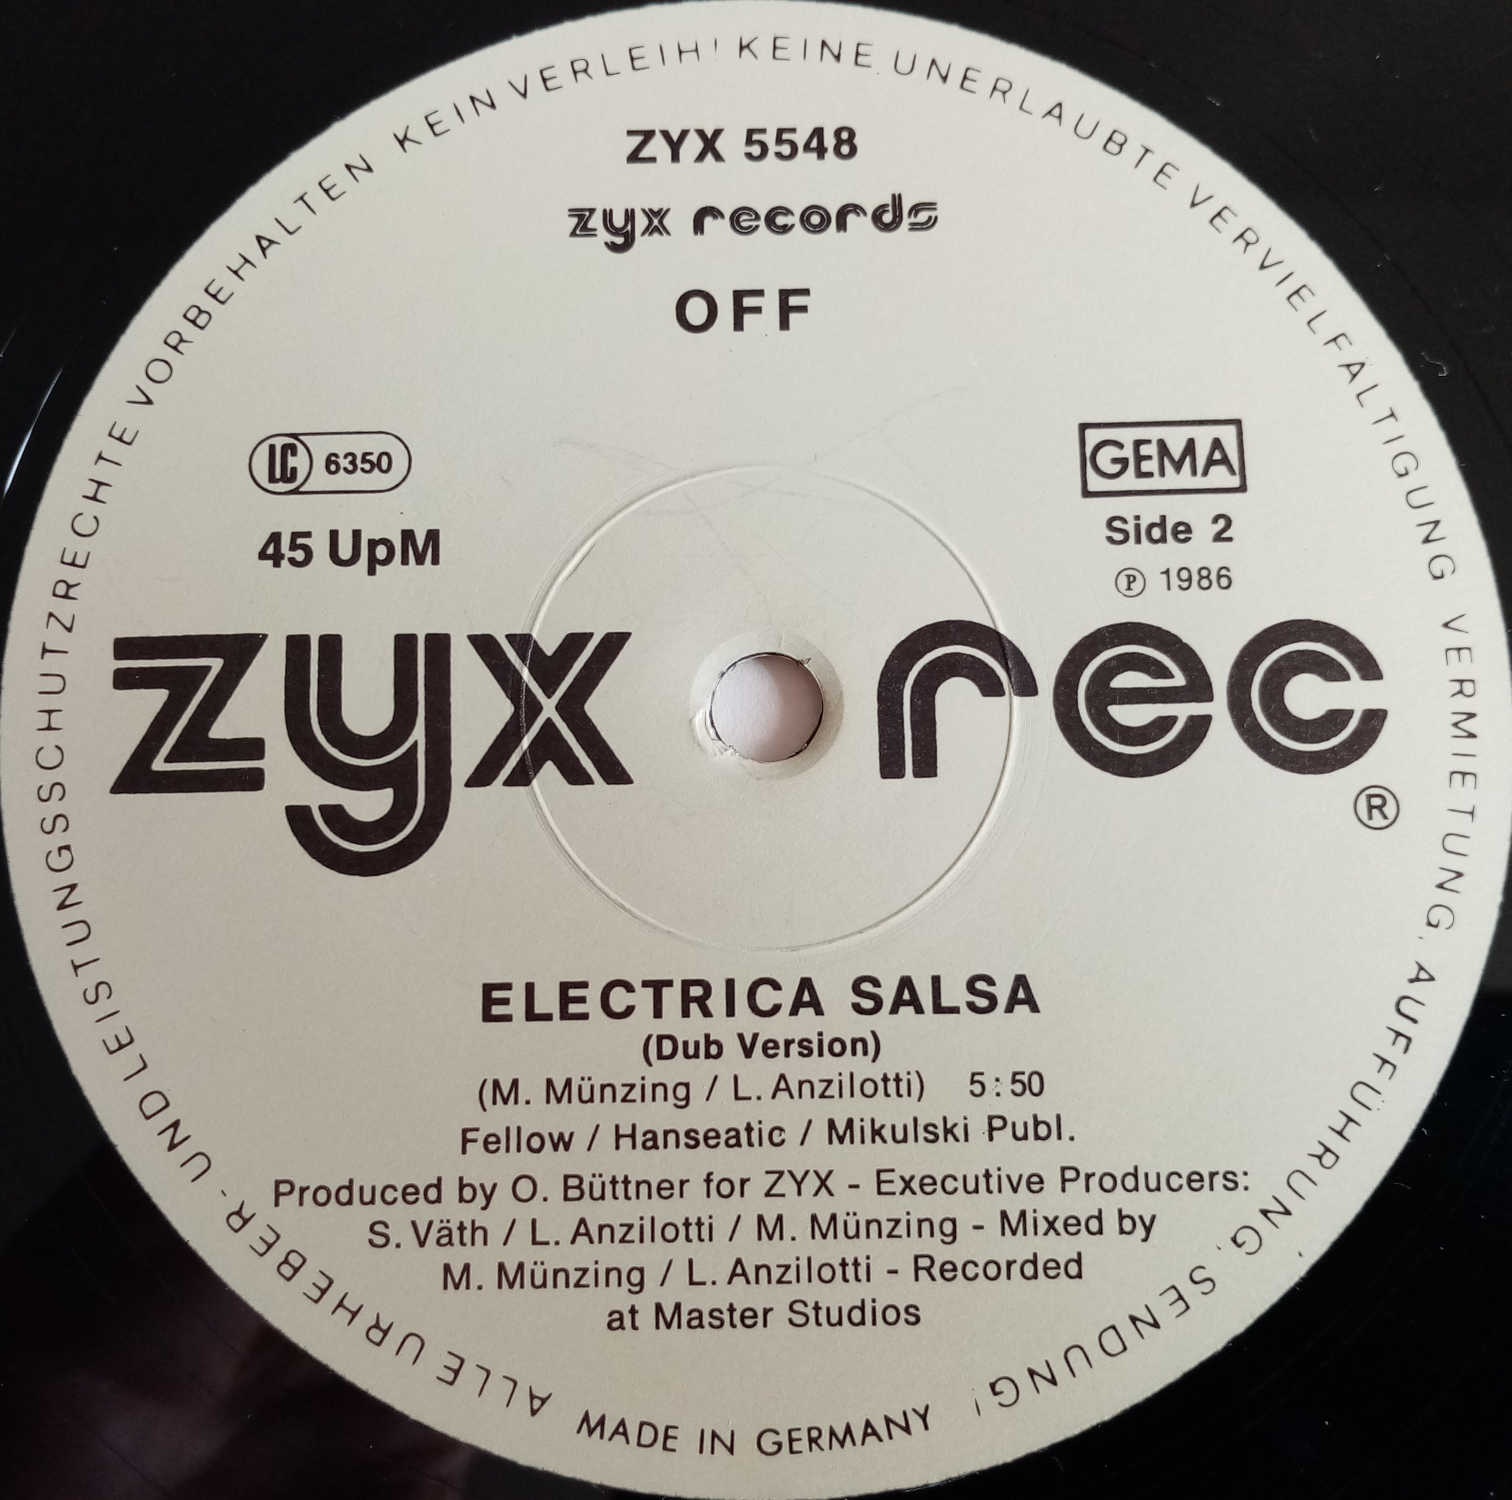 ALLE URHEBER- UND LEISTUNGSSCHUTZRECHTE VORBEHALTEN KEIN VERLEIH! KEINE UNERLAUBTE VERVIELFÄLTIGUNG VERMIETUNG, AUFFÜHRUNG, SENDUNG!
ZYX 5548
zyx records
OFF
LC 6350
GEMA
45 UpM
Side 2
℗ 1986
zyx rec ®
ELECTRICA SALSA
(Dub Version)
(M. Münzing / L. Anzilotti) 5:50
Fellow / Hanseatic / Mikulski Publ.
Produced by O. Büttner for ZYX - Executive Producers:
S. Väth / L. Anzilotti / M. Münzing - Mixed by
M. Münzing / L. Anzilotti - Recorded
at Master Studios
MADE IN GERMANY